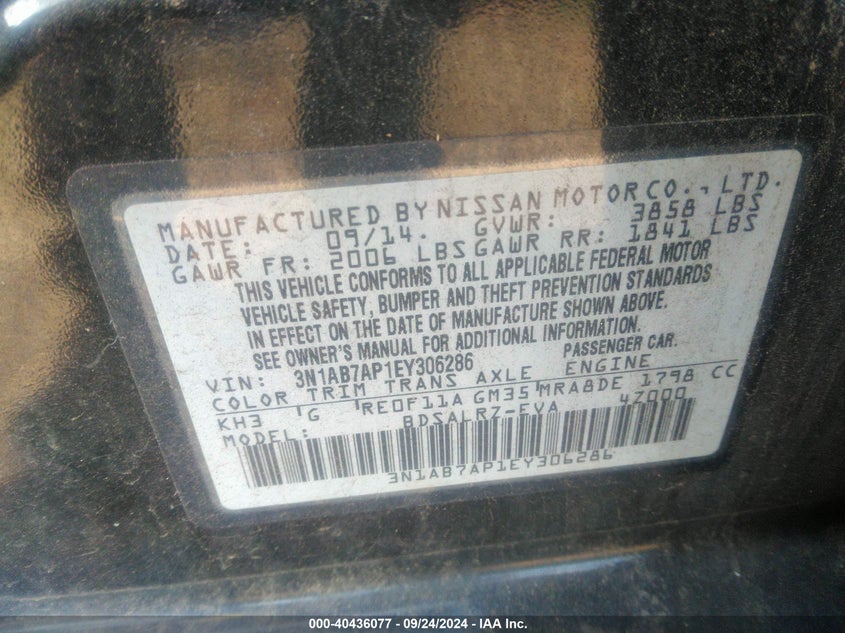 MANUFACTURED BY NISSAN MOTOR CO., LTD.
DATE: 09/14. GVWR: 3858 LBS
GAWR FR: 2006 LBS GAWR RR: 1841 LBS
THIS VEHICLE CONFORMS TO ALL APPLICABLE FEDERAL MOTOR
VEHICLE SAFETY, BUMPER AND THEFT PREVENTION STANDARDS
IN EFFECT ON THE DATE OF MANUFACTURE SHOWN ABOVE.
SEE OWNER'S MANUAL FOR ADDITIONAL INFORMATION.
VIN: 3N1AB7AP1EY306286 PASSENGER CAR.
COLOR TRIM TRANS AXLE ENGINE
KH3 G RE0F11A GM35 MRA8DE 1798 CC
MODEL: BDSALRZ-EVA 4Z000
3N1AB7AP1EY306286
000-40436077 - 09/24/2024 - IAA Inc.